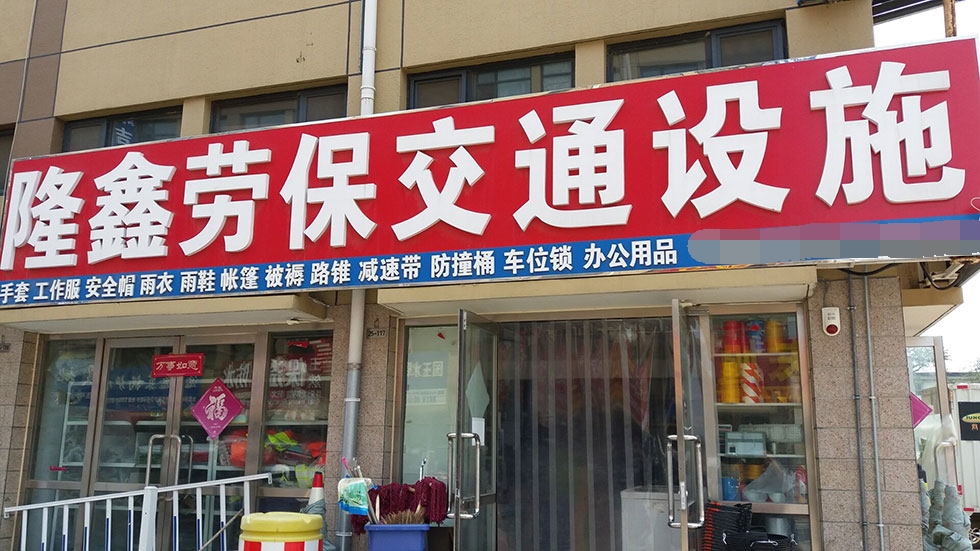 隆鑫劳保交通设施
手套 工作服 安全帽 雨衣 雨鞋 帐篷 被褥 路锥 减速带 防撞桶 车位锁 办公用品
25-117
万事如意
福